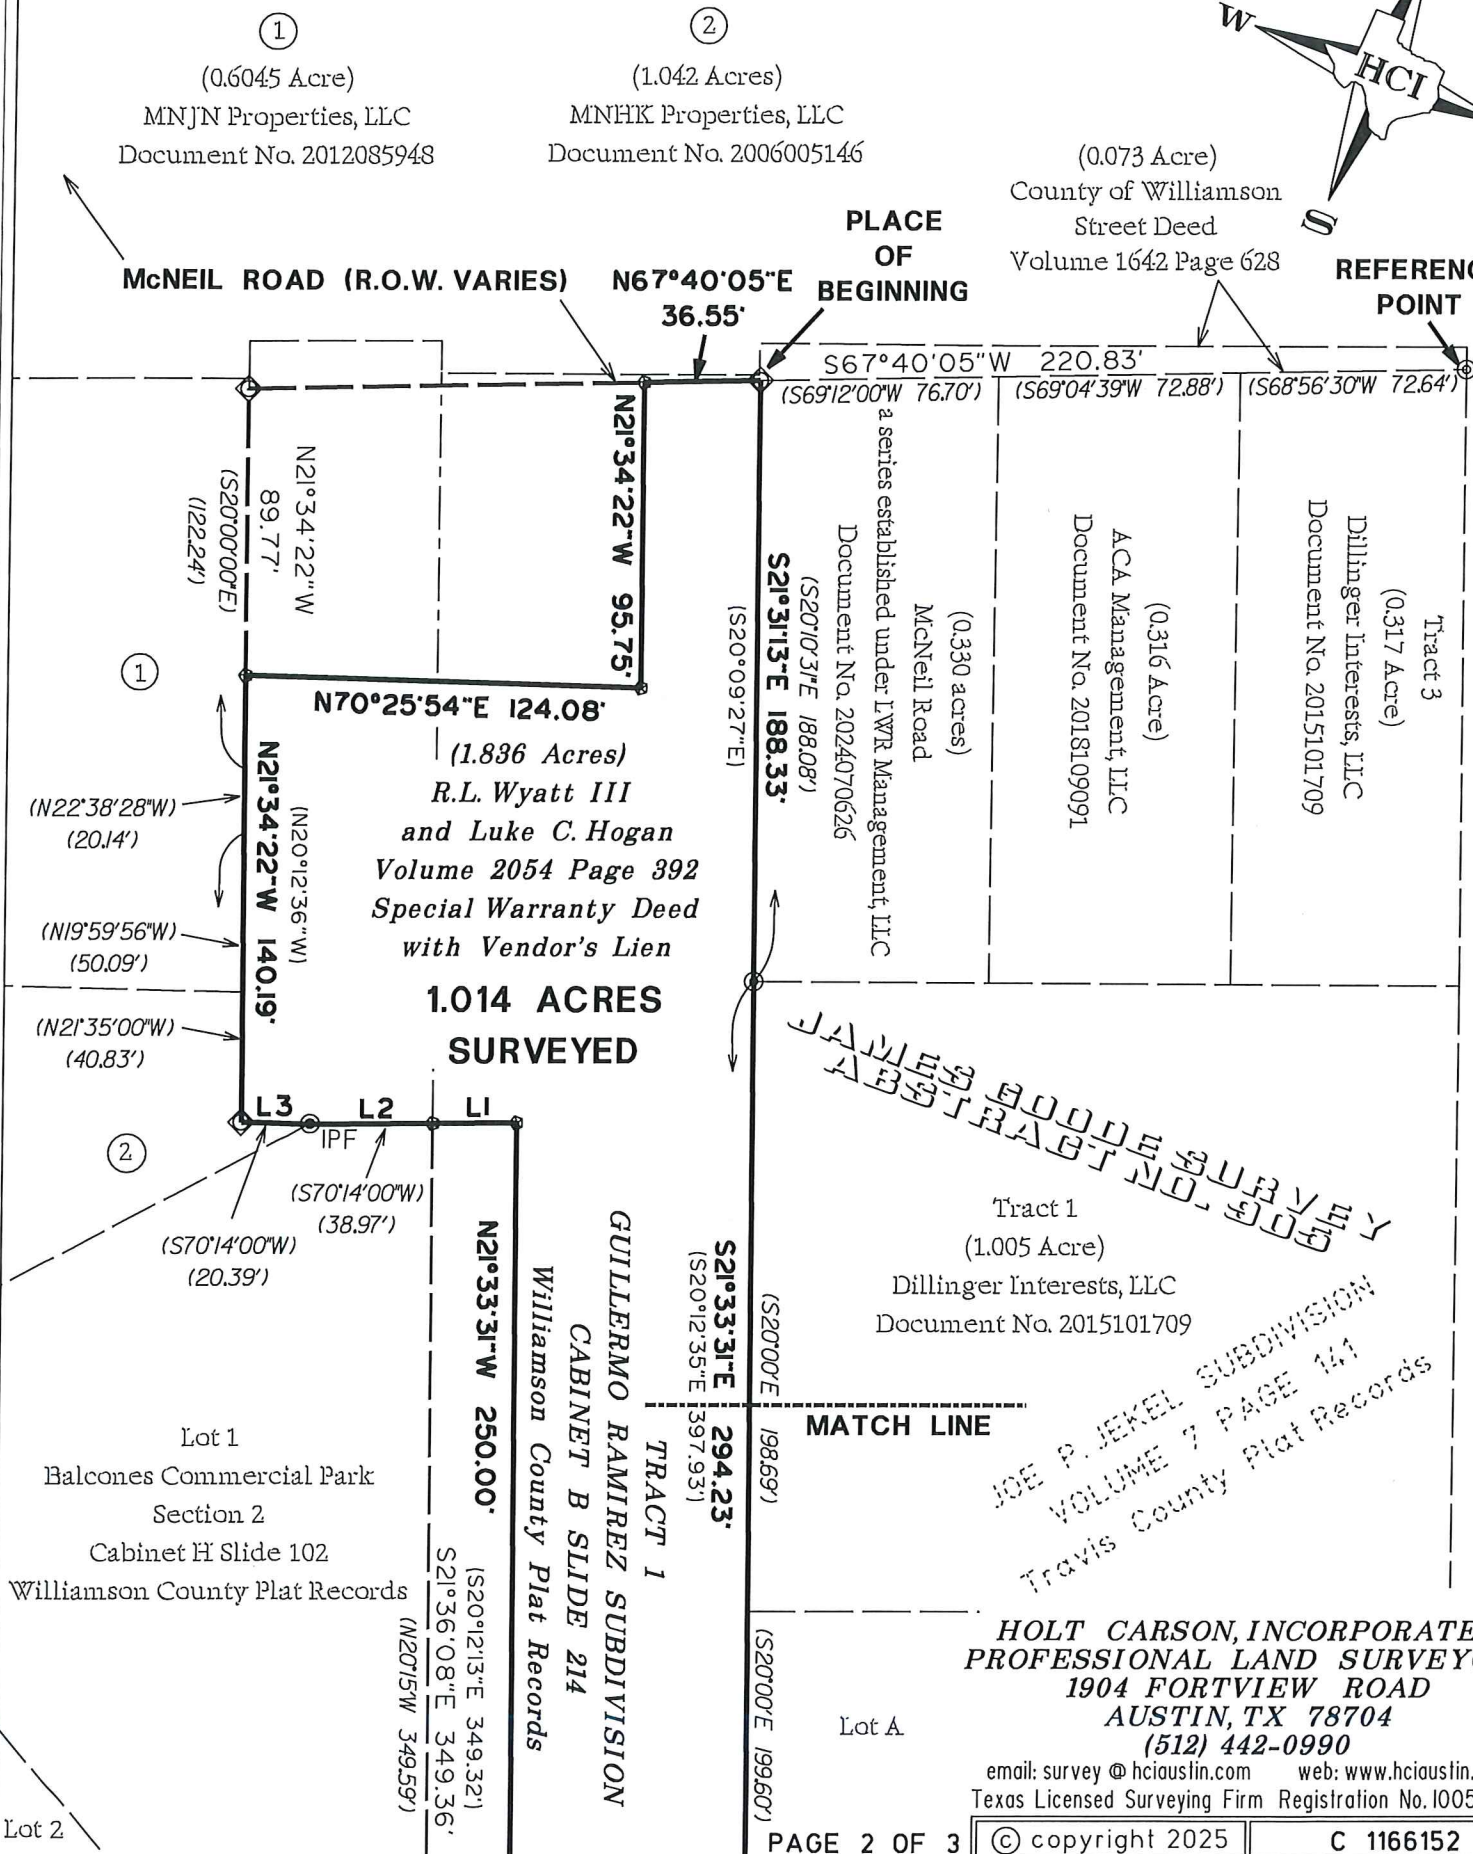 1
(0.6045 Acre)
MNJN Properties, LLC
Document No. 2012085948
2
(1.042 Acres)
MNHK Properties, LLC
Document No. 2006005146
W
HCI
S
(0.073 Acre)
County of Williamson
Street Deed
Volume 1642 Page 628
PLACE
OF
BEGINNING
REFERENC
POINT
McNEIL ROAD (R.O.W. VARIES)
N67°40'05"E
36.55'
S67°40'05"W 220.83'
(S69°12'00"W 76.70')
(S69°04'39"W 72.88')
(S68°56'30"W 72.64')
N21°34'22"W
89.77'
(S20°00'00"E)
(122.24')
N21°34'22"W 95.75'
N70°25'54"E 124.08'
S21°31'13"E 188.33'
(S20°10'31"E 188.08')
(S20°09'27"E)
(0.330 acres)
McNeil Road
a series established under LWR Management, LLC
Document No. 2024070626
(0.316 Acre)
ACA Management, LLC
Document No. 2018109091
Tract 3
(0.317 Acre)
Dillinger Interests, LLC
Document No. 2015101709
1
(1.836 Acres)
R.L. Wyatt III
and Luke C. Hogan
Volume 2054 Page 392
Special Warranty Deed
with Vendor's Lien
1.014 ACRES
SURVEYED
(N20°12'36"W)
N21°34'22"W 140.19'
(N22°38'28"W)
(20.14')
(N19°59'56"W)
(50.09')
(N21°35'00"W)
(40.83')
L3
L2
L1
IPF
2
(S70°14'00"W)
(38.97')
(S70°14'00"W)
(20.39')
JAMES GOODE SURVEY
ABSTRACT NO. 905
Tract 1
(1.005 Acre)
Dillinger Interests, LLC
Document No. 2015101709
N21°33'31"W 250.00'
TRACT 1
GUILLERMO RAMIREZ SUBDIVISION
CABINET B SLIDE 214
Williamson County Plat Records
S21°33'31"E 294.23'
(S20°12'35"E 397.93')
(S20°00'E 198.69')
MATCH LINE
JOE P. JEKEL SUBDIVISION
VOLUME 7 PAGE 141
Travis County Plat Records
Lot 1
Balcones Commercial Park
Section 2
Cabinet H Slide 102
Williamson County Plat Records
(S20°12'13"E 349.32')
S21°36'08"E 349.36'
(N20°15'W 349.59')
(S20°00'E 199.60')
Lot A
Lot 2
HOLT CARSON, INCORPORATE
PROFESSIONAL LAND SURVEY
1904 FORTVIEW ROAD
AUSTIN, TX 78704
(512) 442-0990
email: survey @ hciaustin.com web: www.hciaustin.
Texas Licensed Surveying Firm Registration No. 1005
PAGE 2 OF 3
© copyright 2025
C 1166152